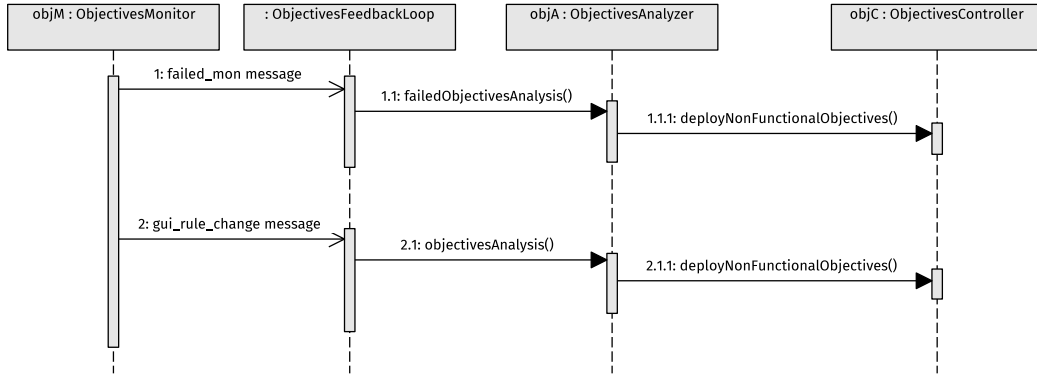 objM : ObjectivesMonitor
: ObjectivesFeedbackLoop
objA : ObjectivesAnalyzer
objC : ObjectivesController
1: failed_mon message
1.1: failedObjectivesAnalysis()
1.1.1: deployNonFunctionalObjectives()
2: gui_rule_change message
2.1: objectivesAnalysis()
2.1.1: deployNonFunctionalObjectives()